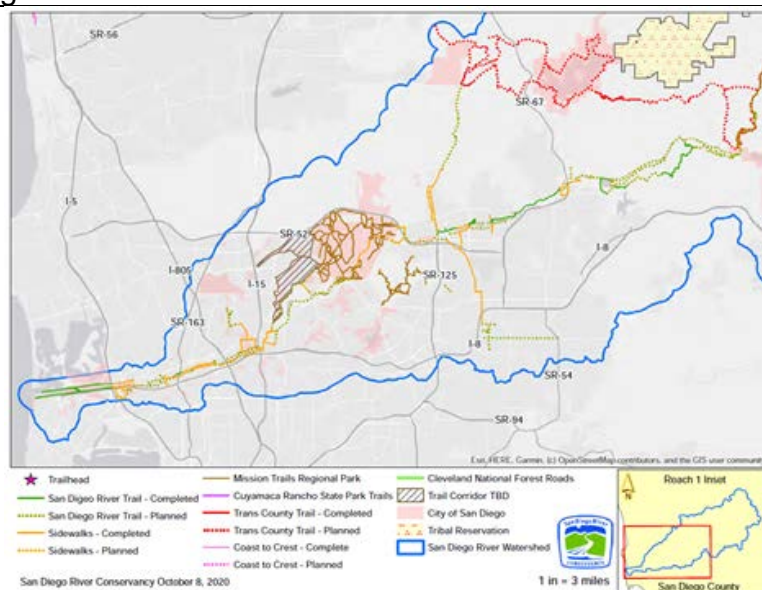 SR-56
SR-67
I-5
SR-52
I-8
I-805
I-15
SR-125
SR-163
I-8
SR-54
SR-94
Esri, HERE, Garmin, (c) OpenStreetMap contributors, and the GIS user communit
Trailhead
San Digeo River Trail - Completed
San Diego River Trail - Planned
Sidewalks - Completed
Sidewalks - Planned
Mission Trails Regional Park
Cuyamaca Rancho State Park Trails
Trans County Trail - Completed
Trans County Trail - Planned
Coast to Crest - Complete
Coast to Crest - Planned
Cleveland National Forest Roads
Trail Corridor TBD
City of San Diego
Tribal Reservation
San Diego River Watershed
San Diego River
CONSERVANCY
Reach 1 Inset
N
San Diego County
San Diego River Conservancy October 8, 2020
1 in = 3 miles